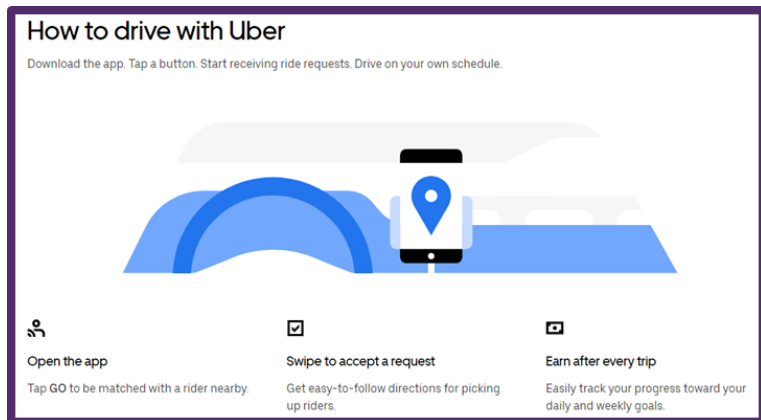 How to drive with Uber
Download the app. Tap a button. Start receiving ride requests. Drive on your own schedule.
Open the app
Tap GO to be matched with a rider nearby.
Swipe to accept a request
Get easy-to-follow directions for picking
up riders.
Earn after every trip
Easily track your progress toward your
daily and weekly goals.